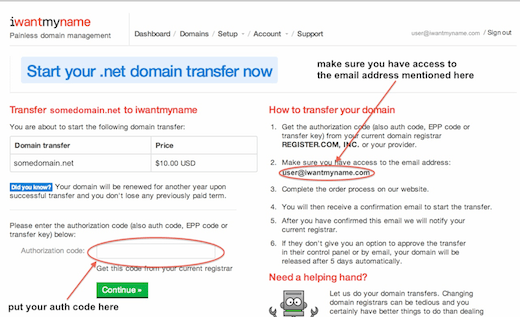 iwantmyname
Painless domain management
Dashboard / Domains / Setup / Account / Support
user@iwantmyname.com / Sign out
Start your .net domain transfer now
make sure you have access to
the email address mentioned here
Transfer somedomain.net to iwantmyname
You are about to start the following domain transfer:
Domain transfer Price
somedomain.net $10.00 USD
Did you know? Your domain will be renewed for another year upon
successful transfer and you don't lose any previously paid term.
Please enter the authorization code (also auth code, EPP code or
transfer key) below:
Authorization code:
Get this code from your current registrar
Continue »
put your auth code here
How to transfer your domain
1. Get the authorization code (also auth code, EPP code or
transfer key) from your current domain registrar
REGISTER.COM, INC. or your provider.
2. Make sure you have access to the email address:
user@iwantmyname.com
3. Complete the order process on our website.
4. You will then receive a confirmation email to start the transfer.
5. After you have confirmed this email we will notify your
current registrar.
6. If they don't give you an option to approve the transfer
in their control panel or by email, your domain will be
released after 5 days automatically.
Need a helping hand?
Let us do your domain transfers. Changing
domain registrars can be tedious and you
certainly have better things to do than dealing